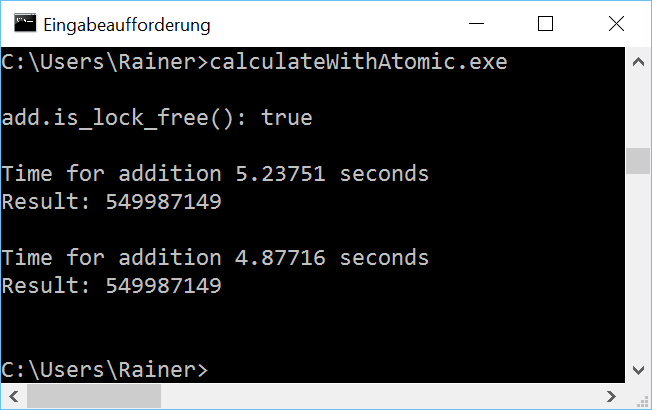 Eingabeaufforderung
C:\Users\Rainer>calculateWithAtomic.exe
add.is_lock_free(): true
Time for addition 5.23751 seconds
Result: 549987149
Time for addition 4.87716 seconds
Result: 549987149
C:\Users\Rainer>